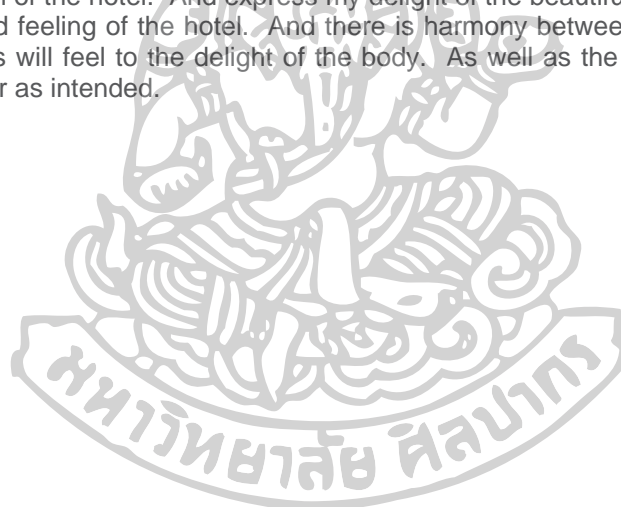 of the hotel. And express my delight of the beautiful
feeling of the hotel. And there is harmony between
will feel to the delight of the body. As well as the
as intended.
มหาวิทยาลัย ศิลปากร